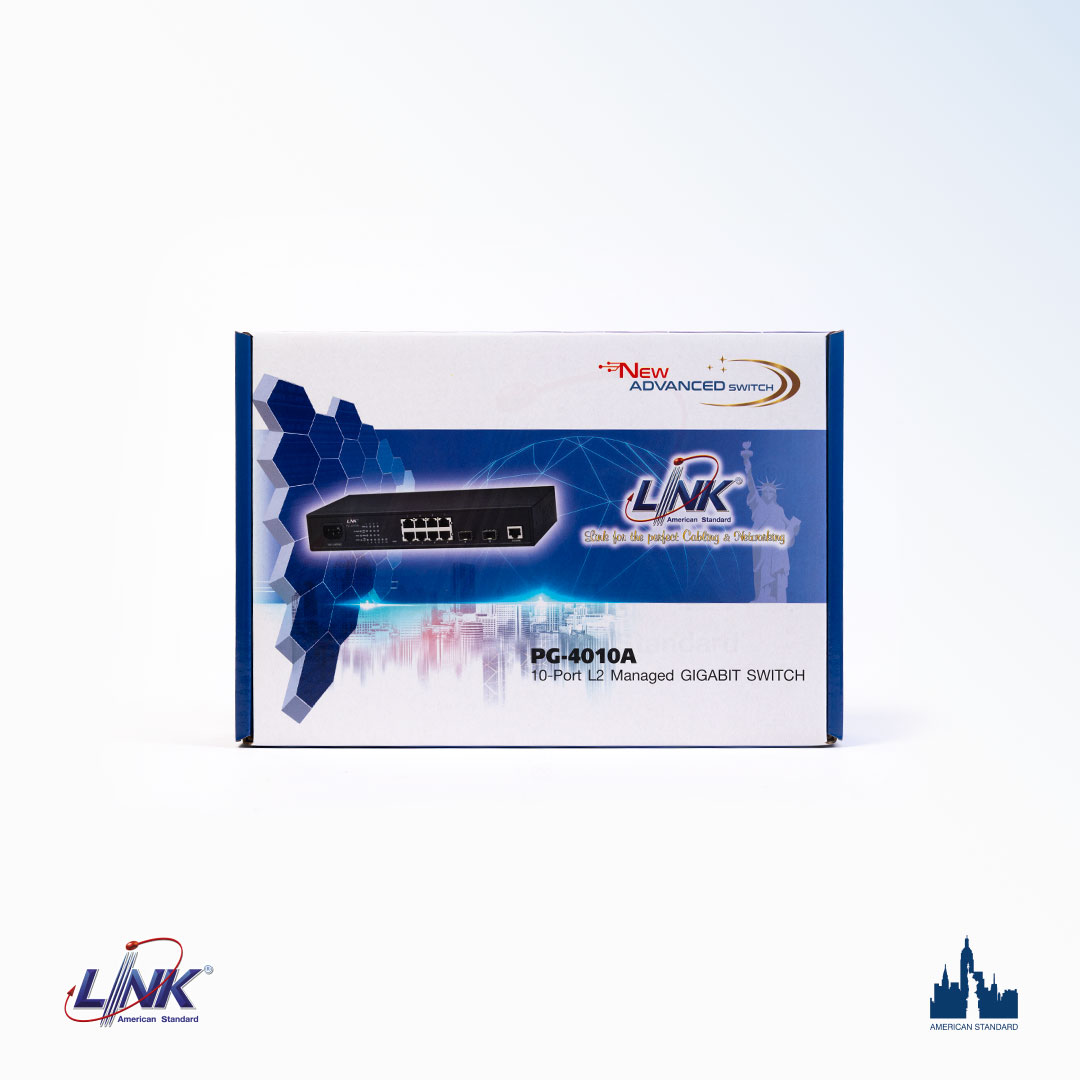 NEW
ADVANCED SWITCH
LINK®
American Standard
Link for the perfect Cabling & Networking
LINK
PG-4010A
10-Port L2 Managed GIGABIT SWITCH
LINK®
American Standard
AMERICAN STANDARD